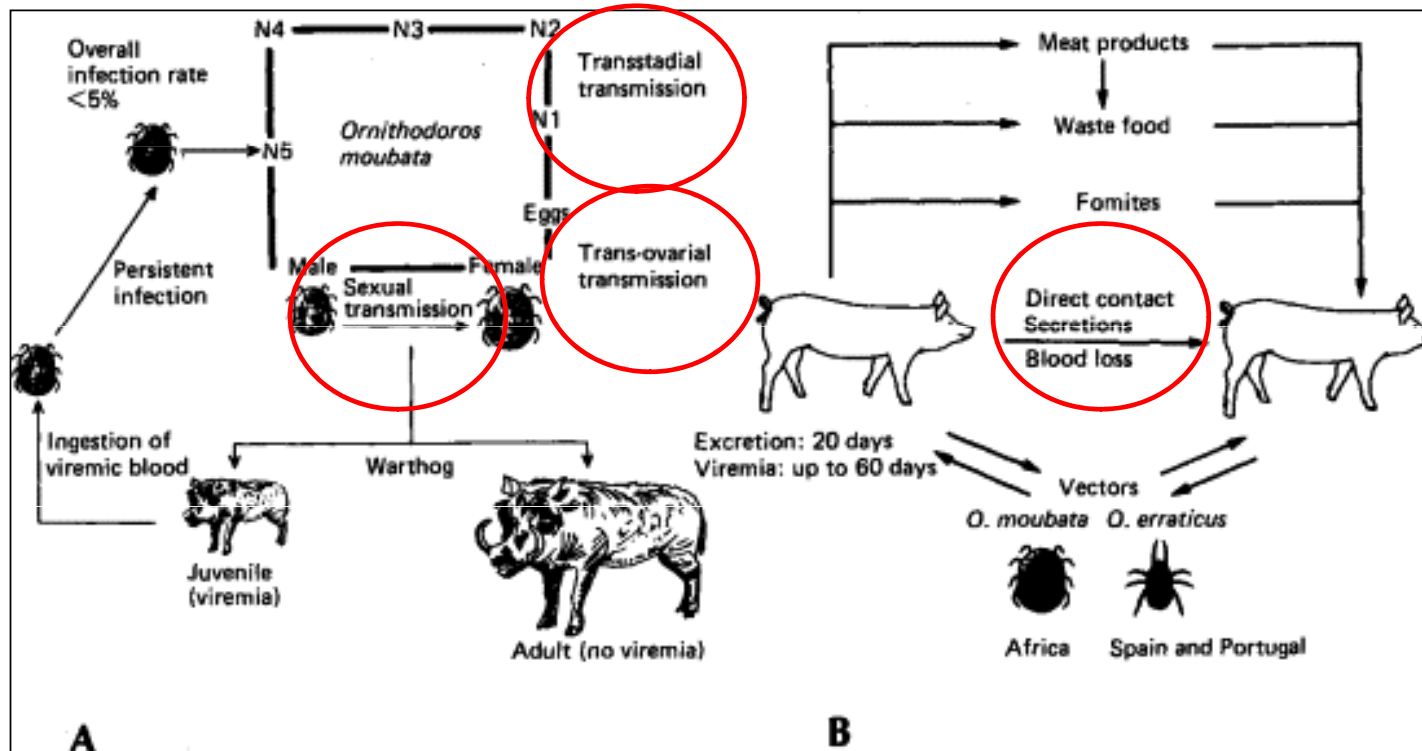 N4
N3
N2
Overall
infection rate
<5%
Transstadial
transmission
N1
Ornithodoros
moubata
N5
Eggs
Trans-ovarial
transmission
Persistent
infection
Male
Female
Sexual
transmission
Ingestion of
viremic blood
Warthog
Juvenile
(viremia)
Adult (no viremia)
A
Meat products
Waste food
Fomites
Direct contact
Secretions
Blood loss
Excretion: 20 days
Viremia: up to 60 days
Vectors
O. moubata O. erraticus
Africa Spain and Portugal
B